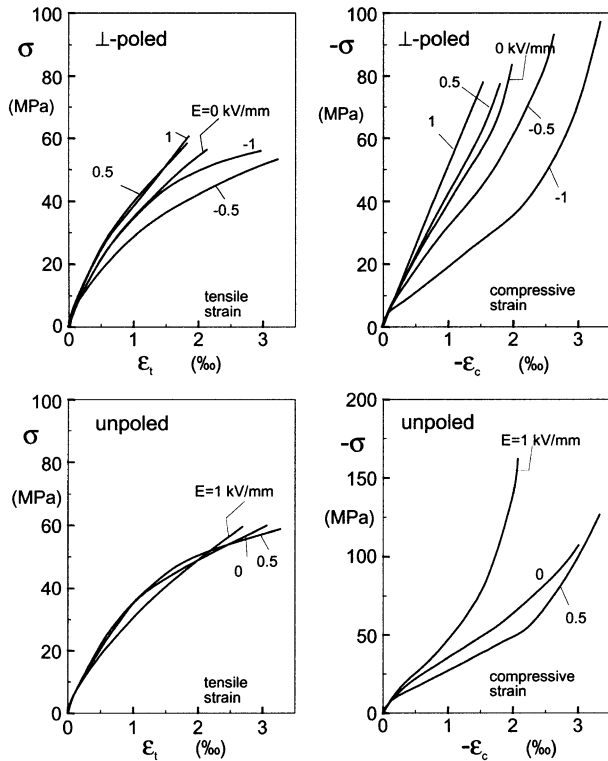 100
σ
⊥-poled
80
(MPa)
E=0 kV/mm
60
1
-1
0.5
40
-0.5
20
tensile
strain
0
0 1 2 3
εt (‰)
100
-σ
⊥-poled
0 kV/mm
80
0.5
(MPa)
1
60
-0.5
-1
40
20
compressive
strain
0
0 1 2 3
-εc (‰)
100
σ
unpoled
80
(MPa)
E=1 kV/mm
60
0
0.5
40
20
tensile
strain
0
0 1 2 3
εt (‰)
200
-σ
unpoled
E=1 kV/mm
150
(MPa)
100
0
0.5
50
compressive
strain
0
0 1 2 3
-εc (‰)